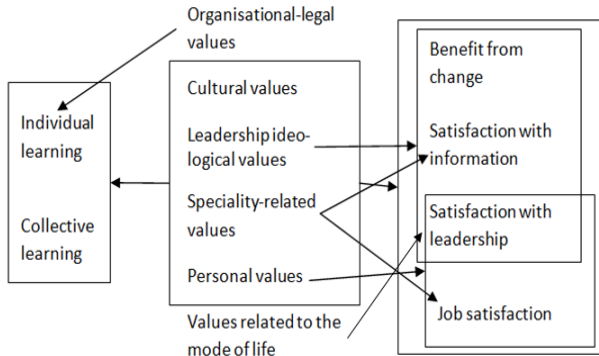 Organisational-legal
values
Individual
learning
Collective
learning
Cultural values
Leadership ideo-
logical values
Speciality-related
values
Personal values
Values related to the
mode of life
Benefit from
change
Satisfaction with
information
Satisfaction with
leadership
Job satisfaction